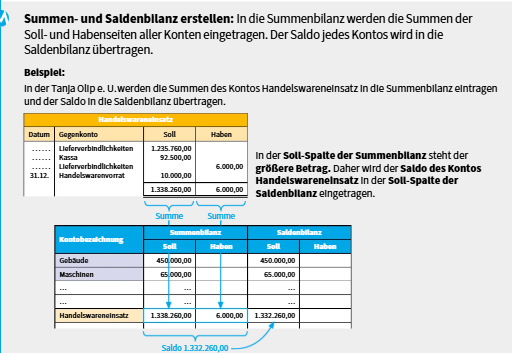 Summen- und Saldenbilanz erstellen: In die Summenbilanz werden die Summen der
Soll- und Habenseiten aller Konten eingetragen. Der Saldo jedes Kontos wird in die
Saldenbilanz übertragen.
Beispiel:
In der Tanja Olip e. U. werden die Summen des Kontos Handelswareneinsatz in die Summenbilanz eintragen
und der Saldo in die Saldenbilanz übertragen.
Handelswareneinsatz
Datum Gegenkonto Soll Haben
...... Lieferverbindlichkeiten 1.235.760,00
...... Kassa 92.500,00
...... Lieferverbindlichkeiten 6.000,00
31.12. Handelswarenvorrat 10.000,00
1.338.260,00 6.000,00
In der Soll-Spalte der Summenbilanz steht der
größere Betrag. Daher wird der Saldo des Kontos
Handelswareneinsatz in der Soll-Spalte der
Saldenbilanz eingetragen.
Summe Summe
Kontobezeichnung Summenbilanz Saldenbilanz
Soll Haben Soll Haben
Gebäude 450.000,00 450.000,00
Maschinen 65.000,00 65.000,00
... ... ...
... ... ...
Handelswareneinsatz 1.338.260,00 6.000,00 1.332.260,00
Saldo 1.332.260,00